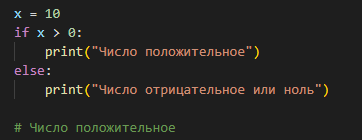 x = 10
if x > 0:
    print("Число положительное")
else:
    print("Число отрицательное или ноль")

# Число положительное